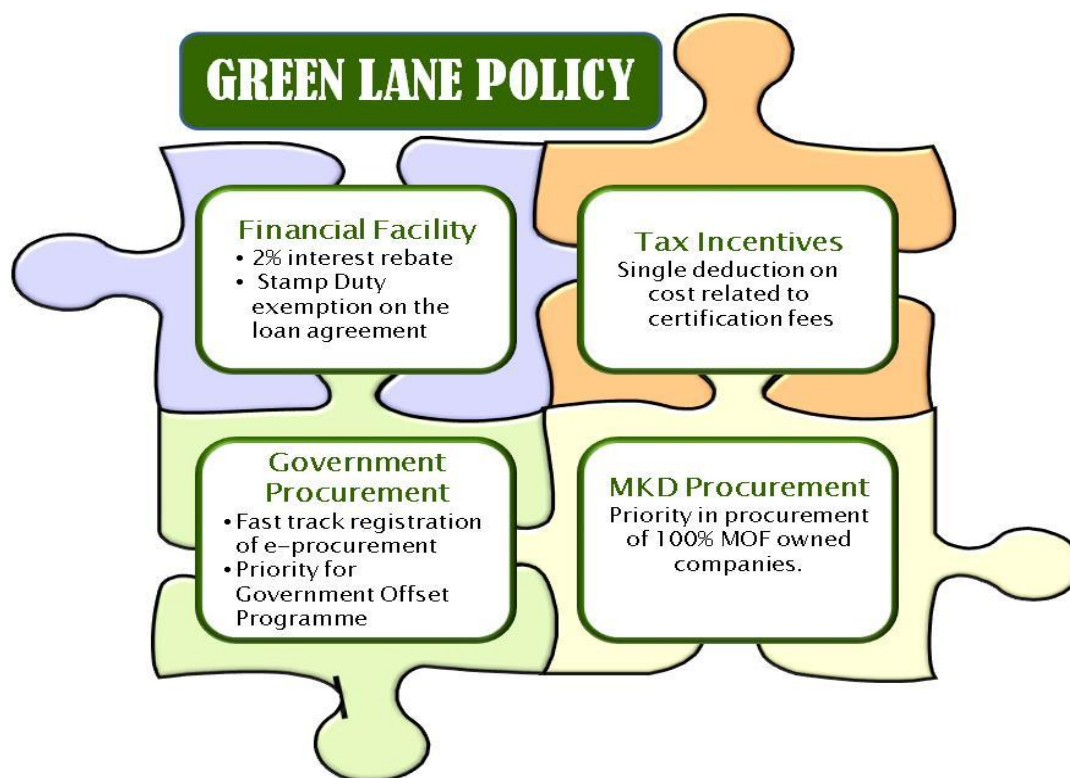 GREEN LANE POLICY
Financial Facility
• 2% interest rebate
• Stamp Duty
exemption on the
loan agreement
Tax Incentives
Single deduction on
cost related to
certification fees
Government
Procurement
• Fast track registration
of e-procurement
• Priority for
Government Offset
Programme
MKD Procurement
Priority in procurement
of 100% MOF owned
companies.